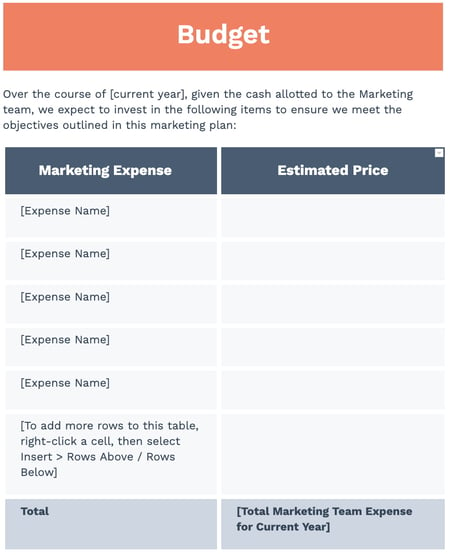 Budget
Over the course of [current year], given the cash allotted to the Marketing
team, we expect to invest in the following items to ensure we meet the
objectives outlined in this marketing plan:
Marketing Expense
Estimated Price
[Expense Name]
[Expense Name]
[Expense Name]
[Expense Name]
[Expense Name]
[To add more rows to this table,
right-click a cell, then select
Insert > Rows Above / Rows
Below]
Total
[Total Marketing Team Expense
for Current Year]